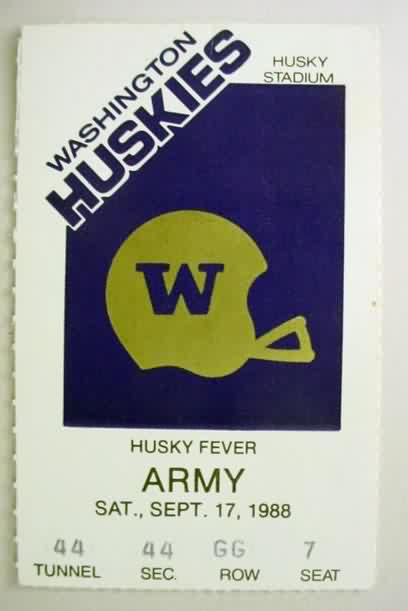 WASHINGTON
HUSKIES
HUSKY
STADIUM
W
HUSKY FEVER
ARMY
SAT., SEPT. 17, 1988
44 44 GG 7
TUNNEL SEC. ROW SEAT